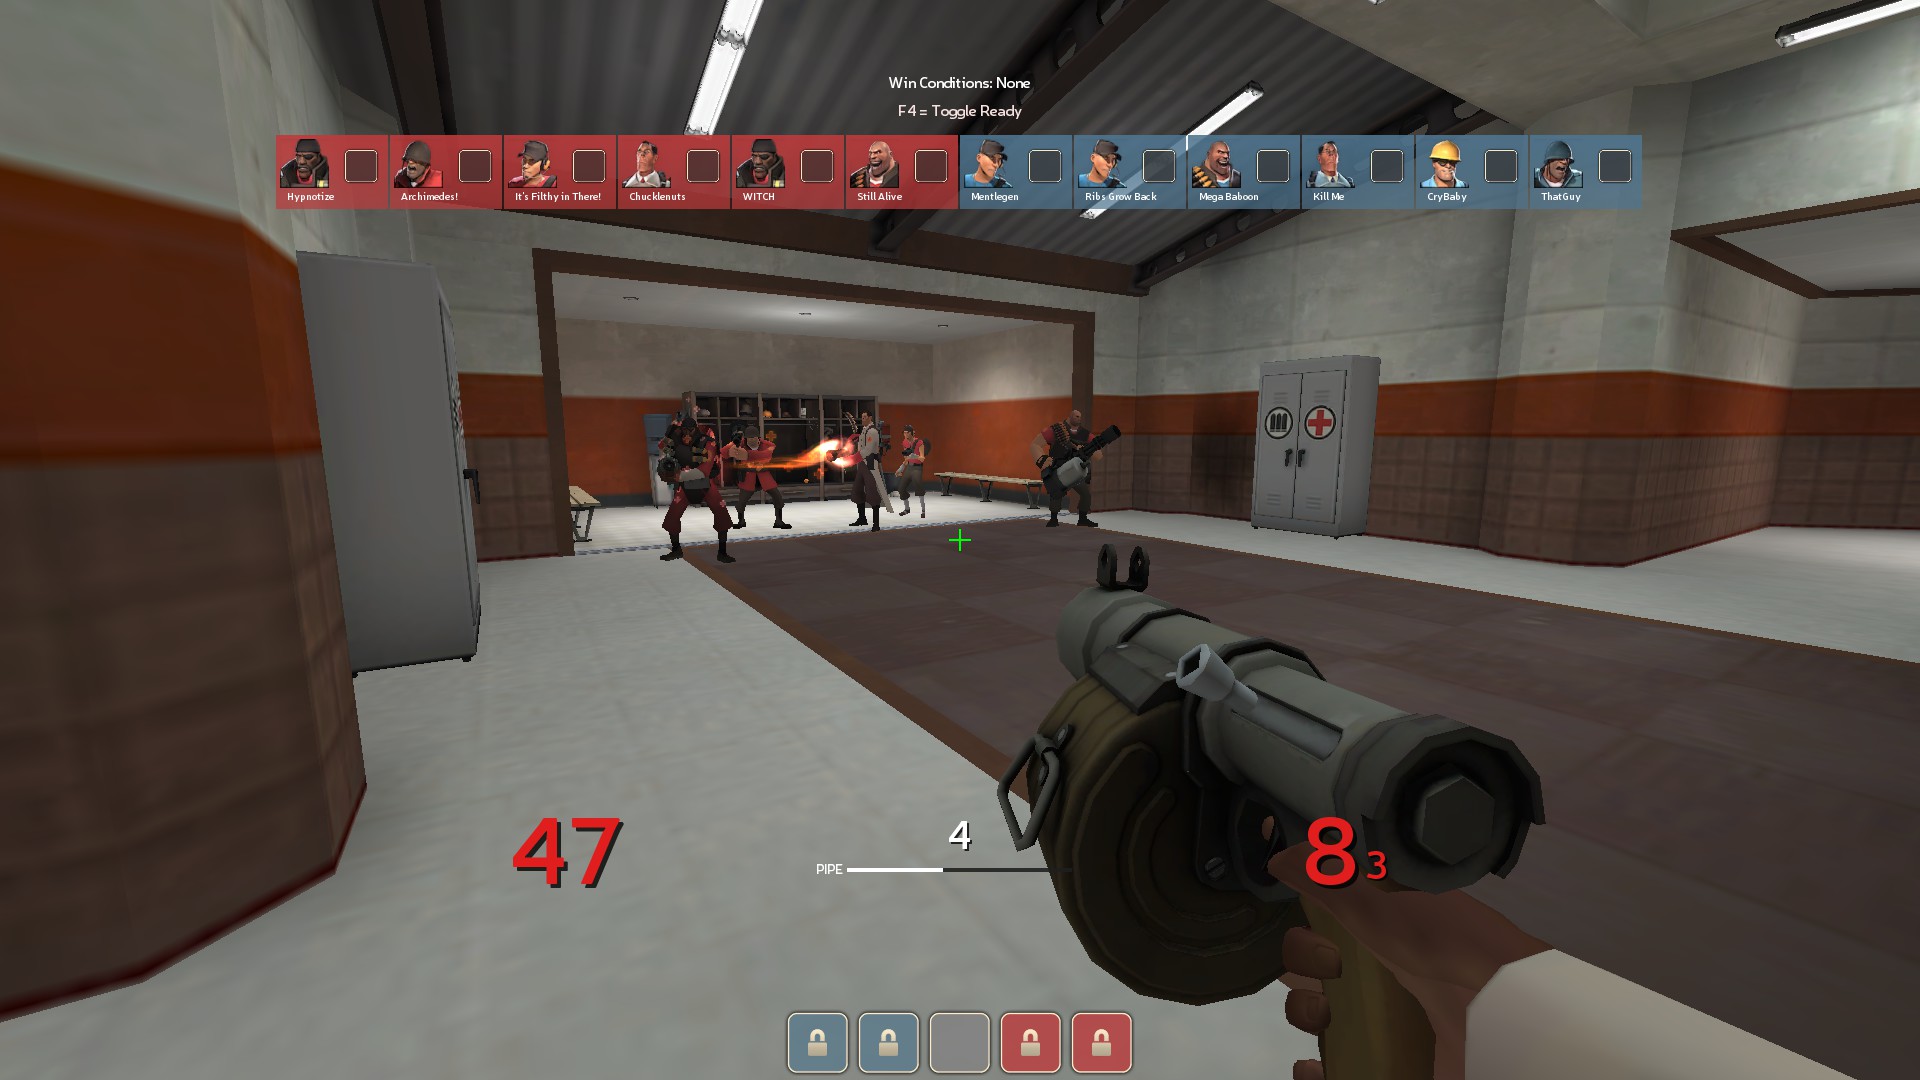 Win Conditions: None
F4 = Toggle Ready
Hypnotize
Archimedes!
It's Filthy in There!
Chucklenuts
WITCH
Still Alive
Mentlegen
Ribs Grow Back
Mega Baboon
Kill Me
CryBaby
ThatGuy
47
4
PIPE
8 3